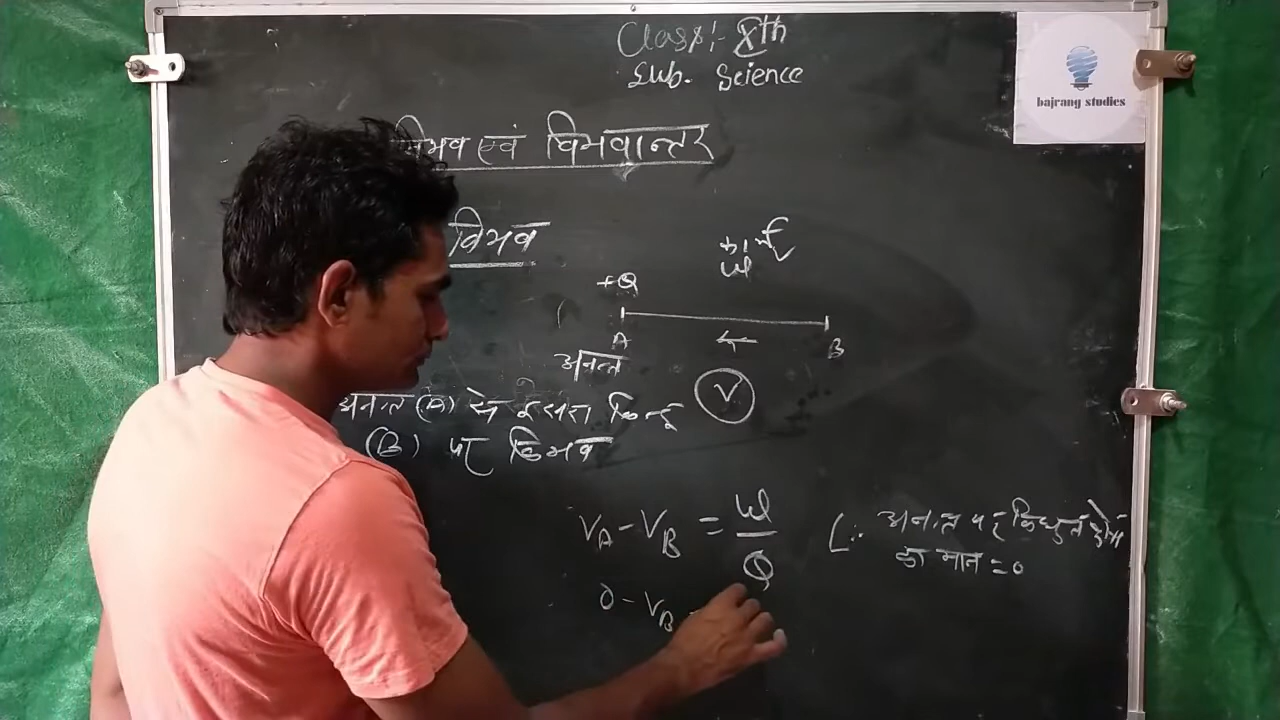 Class:- Xth
Sub. Science
bajrang studies
विभव एवं विभवान्तर
विभव
कार्य
W
+Q
A
B
←
अनन्त
V
अनन्त (A) से दूसरा बिन्दू
(B) पर विभव
VA - VB = W/Q
(∵ अनन्त पर विधुत क्षेत्र
का मान = 0
0 - VB